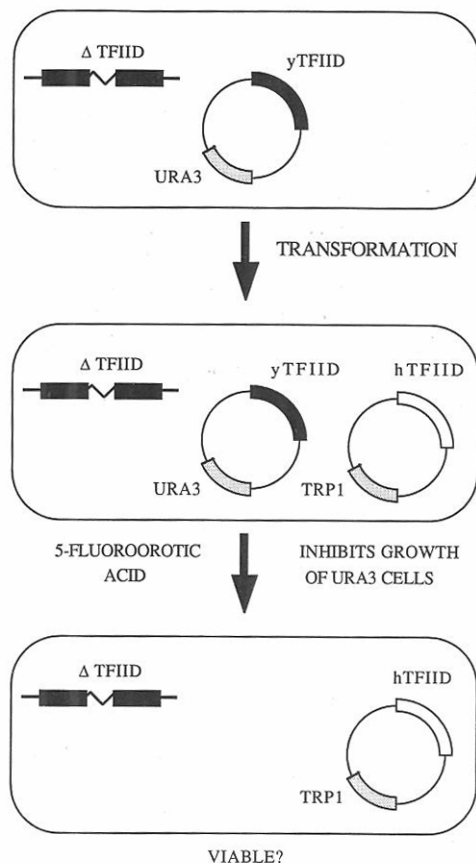 Δ TFIID
yTFIID
URA3
TRANSFORMATION
Δ TFIID
yTFIID
hTFIID
URA3
TRP1
5-FLUOROOROTIC
ACID
INHIBITS GROWTH
OF URA3 CELLS
Δ TFIID
hTFIID
TRP1
VIABLE?